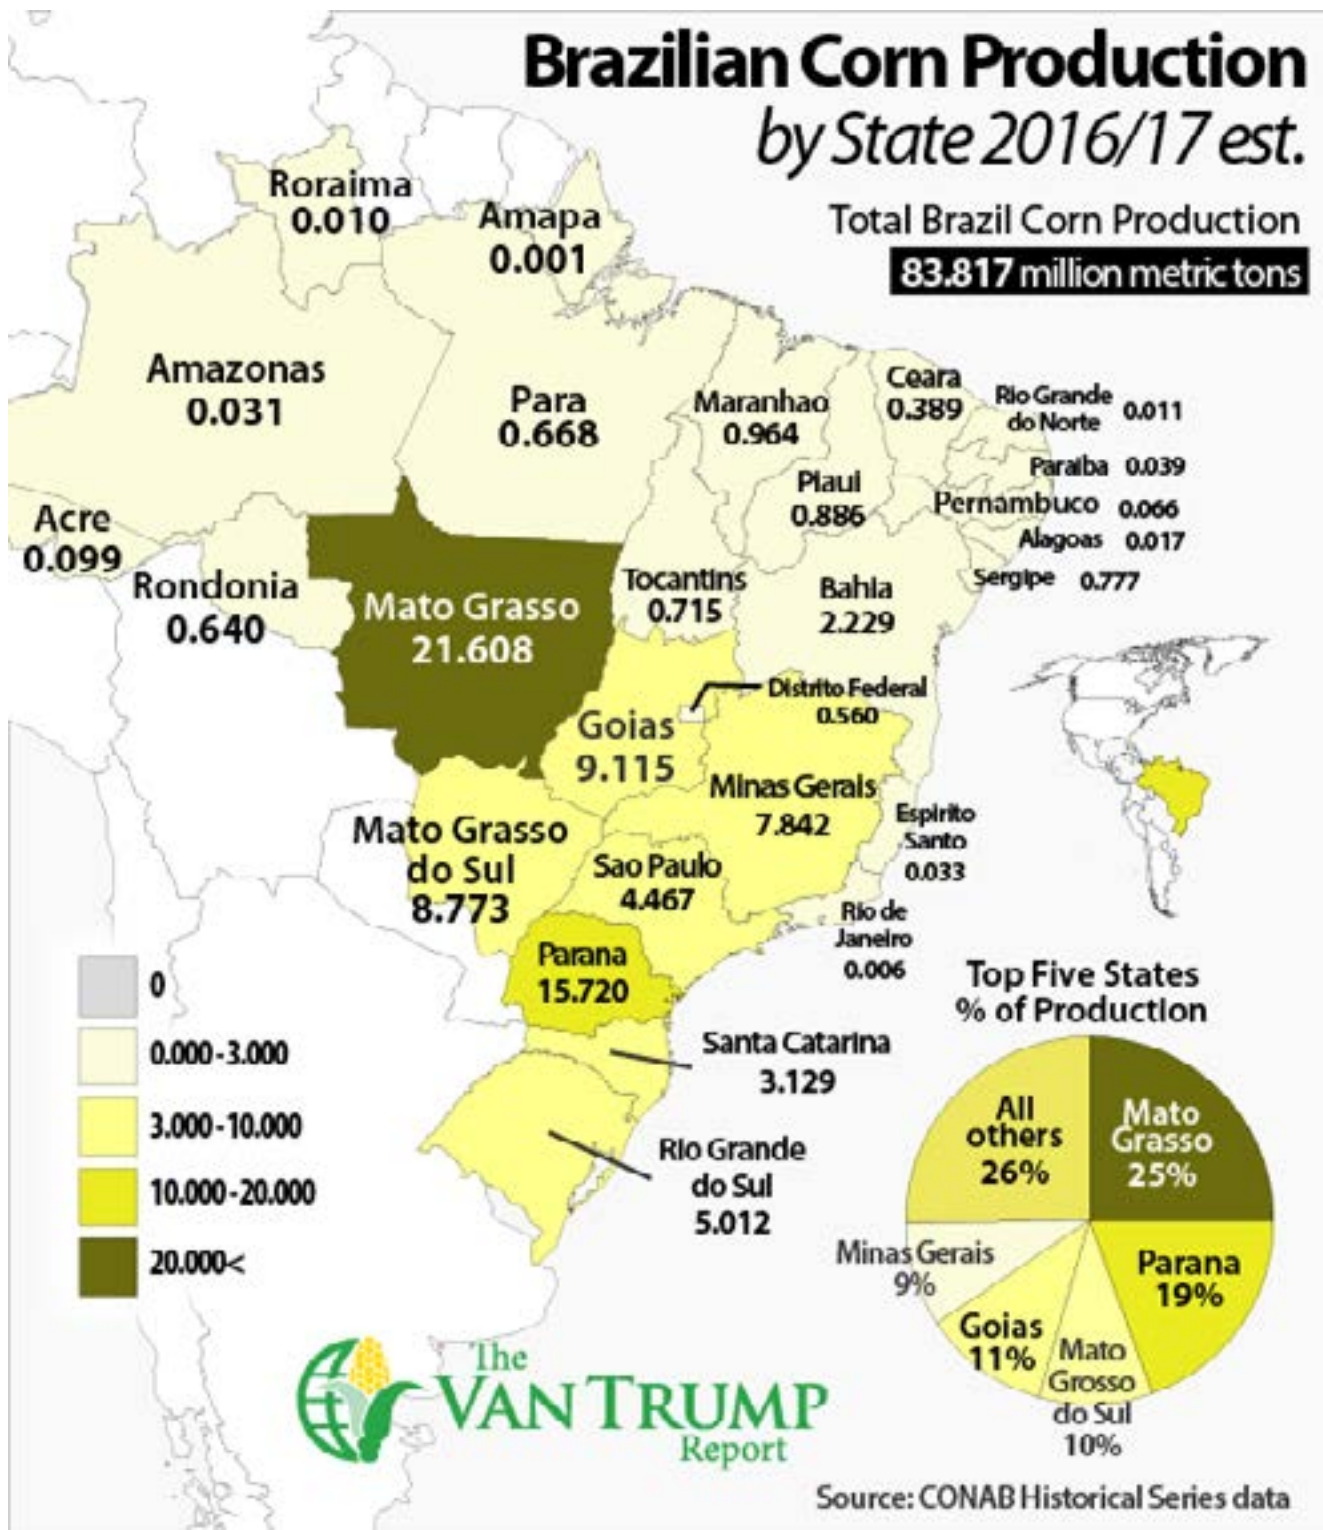 Brazilian Corn Production
by State 2016/17 est.
Total Brazil Corn Production
83.817 million metric tons
Roraima
0.010
Amapa
0.001
Amazonas
0.031
Para
0.668
Maranhao
0.964
Ceara
0.389
Rio Grande
do Norte 0.011
Paraiba 0.039
Piaui
0.886
Pernambuco 0.066
Alagoas 0.017
Sergipe 0.777
Acre
0.099
Rondonia
0.640
Mato Grasso
21.608
Tocantins
0.715
Bahia
2.229
Distrito Federal
0.560
Goias
9.115
Minas Gerais
7.842
Espirito
Santo
0.033
Mato Grasso
do Sul
8.773
Sao Paulo
4.467
Rio de
Janeiro
0.006
Parana
15.720
Santa Catarina
3.129
Rio Grande
do Sul
5.012
0
0.000-3.000
3.000-10.000
10.000-20.000
20.000<
Top Five States
% of Production
All
others
26%
Mato
Grasso
25%
Minas Gerais
9%
Parana
19%
Goias
11%
Mato
Grosso
do Sul
10%
The
VAN TRUMP
Report
Source: CONAB Historical Series data